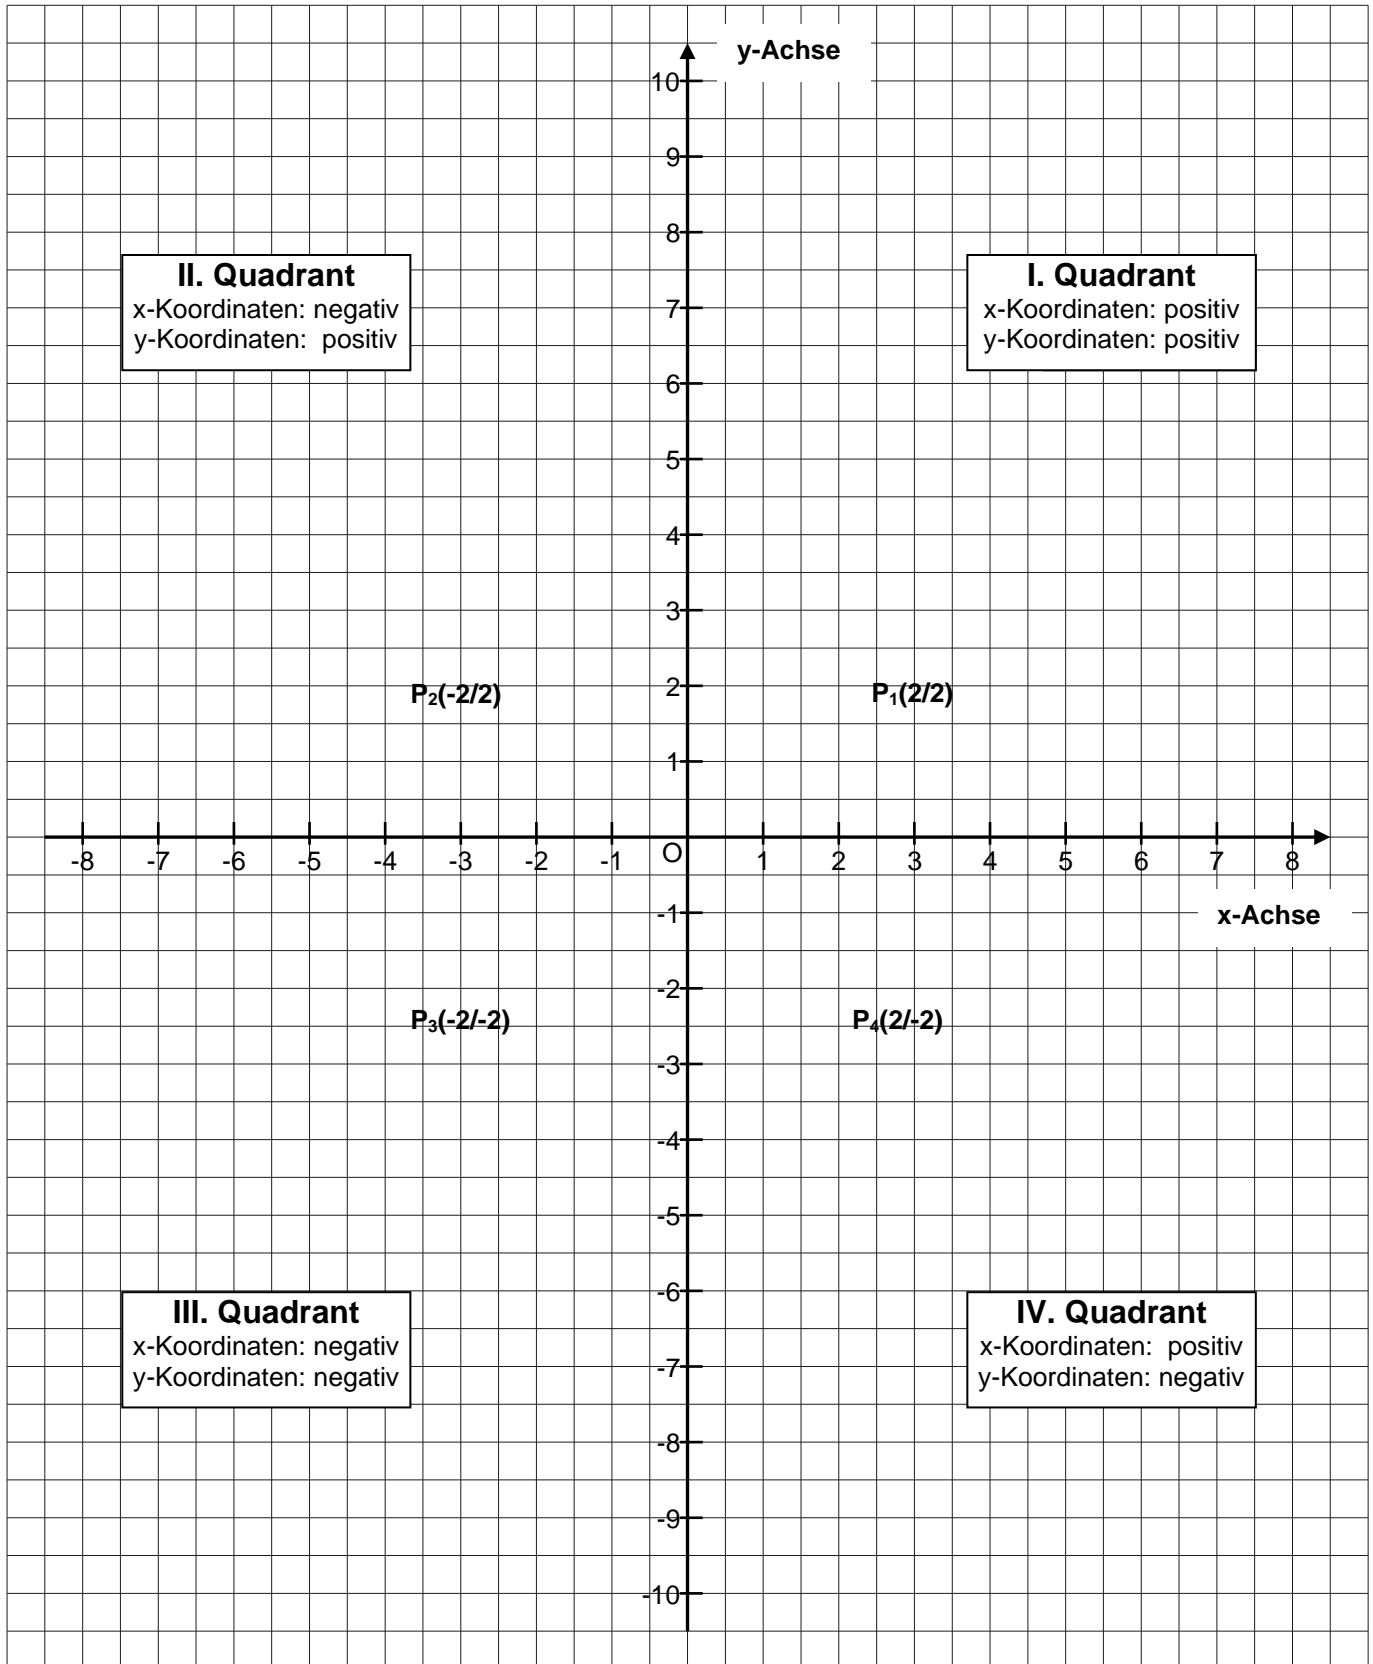 y-Achse
10
9
8
II. Quadrant
x-Koordinaten: negativ
y-Koordinaten: positiv
I. Quadrant
x-Koordinaten: positiv
y-Koordinaten: positiv
7
6
5
4
3
P₂(-2/2)
2
P₁(2/2)
1
-8 -7 -6 -5 -4 -3 -2 -1 O 1 2 3 4 5 6 7 8
-1
x-Achse
-2
P₃(-2/-2)
P₄(2/-2)
-3
-4
-5
-6
III. Quadrant
x-Koordinaten: negativ
y-Koordinaten: negativ
IV. Quadrant
x-Koordinaten: positiv
y-Koordinaten: negativ
-7
-8
-9
-10